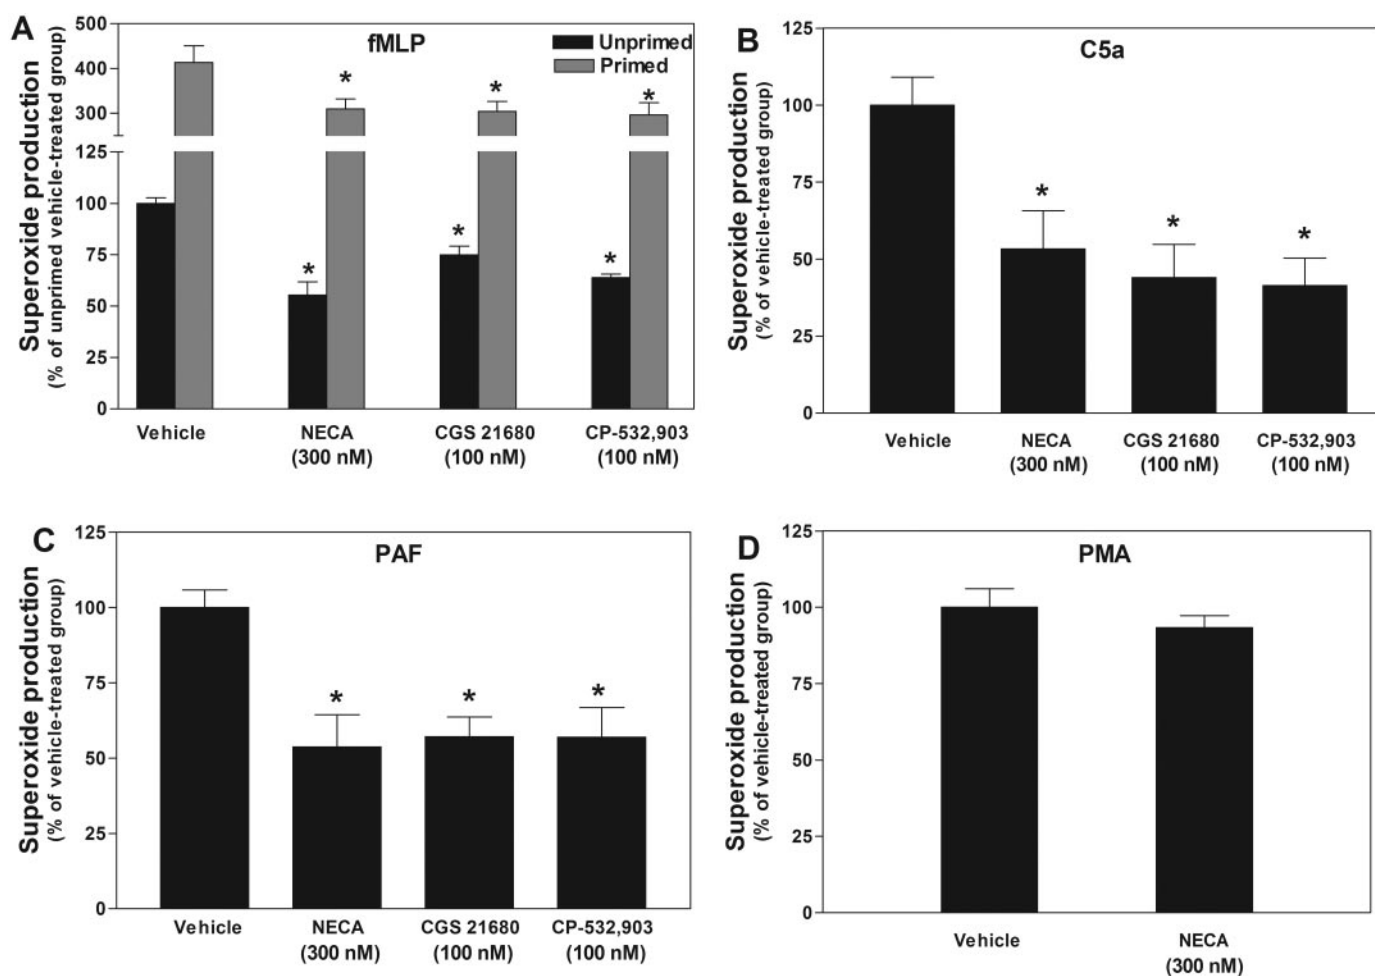 A
Superoxide production
(% of unprimed vehicle-treated group)
fMLP
Unprimed
Primed
500
400
300
125
100
75
50
25
0
*
*
*
*
*
*
Vehicle
NECA
(300 nM)
CGS 21680
(100 nM)
CP-532,903
(100 nM)
B
Superoxide production
(% of vehicle-treated group)
C5a
125
100
75
50
25
0
*
*
*
Vehicle
NECA
(300 nM)
CGS 21680
(100 nM)
CP-532,903
(100 nM)
C
Superoxide production
(% of vehicle-treated group)
PAF
125
100
75
50
25
0
*
*
*
Vehicle
NECA
(300 nM)
CGS 21680
(100 nM)
CP-532,903
(100 nM)
D
Superoxide production
(% of vehicle-treated group)
PMA
125
100
75
50
25
0
Vehicle
NECA
(300 nM)